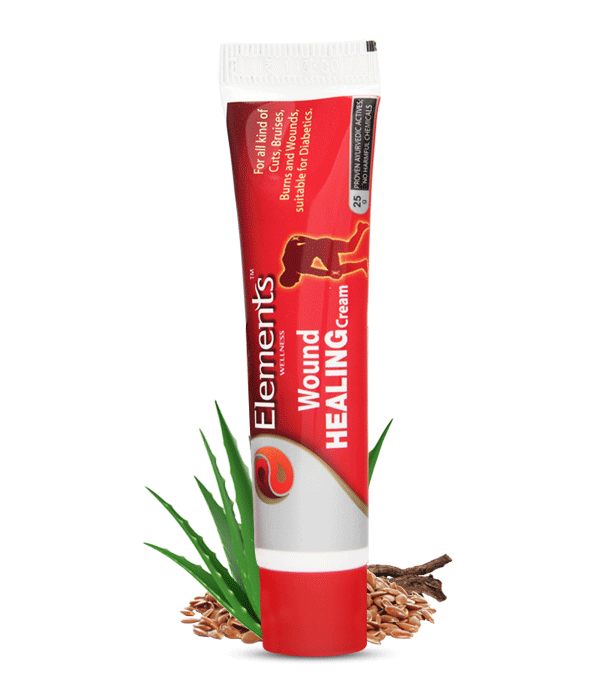 For all kind of
Cuts, Bruises,
Burns and Wounds,
suitable for Diabetics.
PROVEN AYURVEDIC ACTIVES,
NO HARMFUL CHEMICALS
25
g
Elements™
WELLNESS
Wound
HEALING Cream